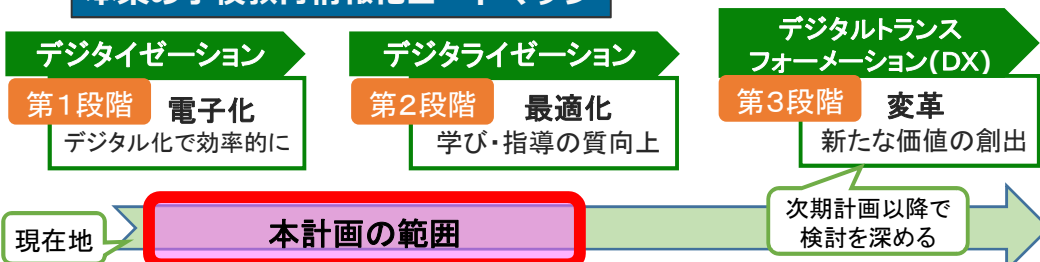 デジタイゼーション
第1段階
電子化
デジタル化で効率的に
デジタライゼーション
第2段階
最適化
学び・指導の質向上
デジタルトランス
フォーメーション(DX)
第3段階
変革
新たな価値の創出
現在地
本計画の範囲
次期計画以降で
検討を深める